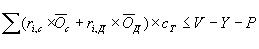 ∑(r_{i,c} × O̅_c + r_{i,Д} × O̅_Д) × c_T ≤ V − Y − P